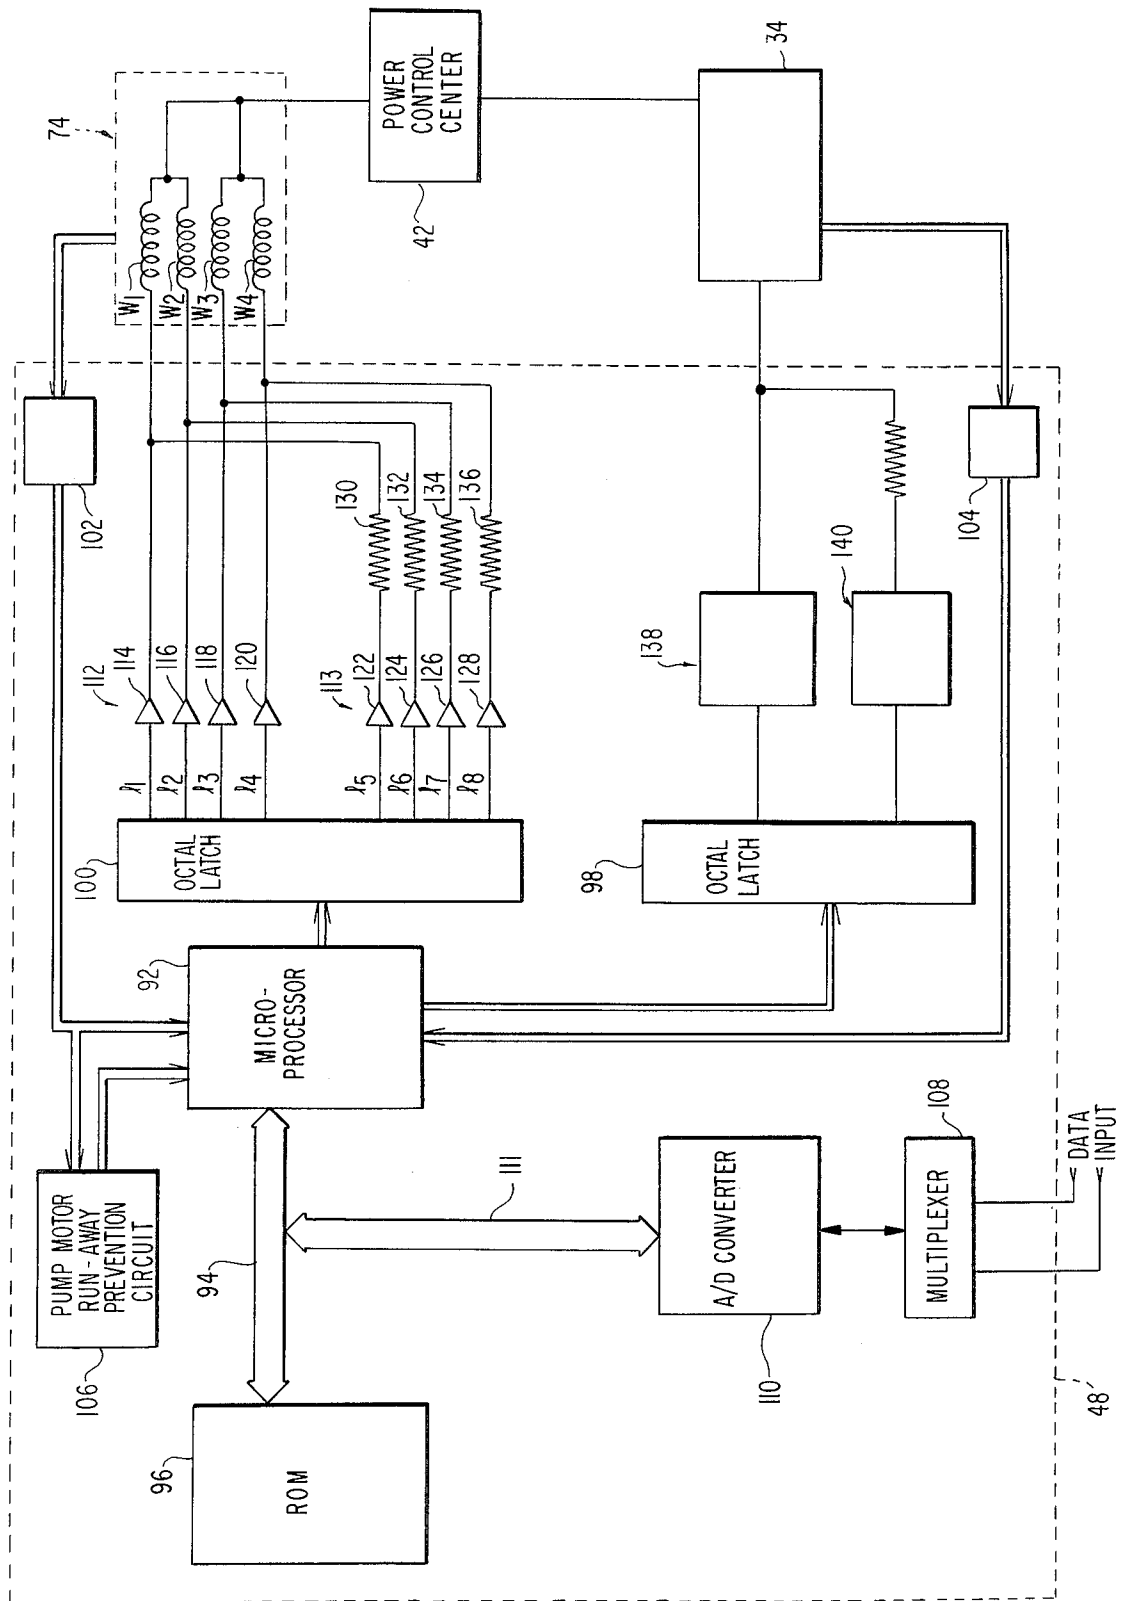 74
W1
W2
W3
W4
POWER
CONTROL
CENTER
42
34
102
104
112
114
116
118
120
113
122
124
126
128
130
132
134
136
138
140
ℓ1
ℓ2
ℓ3
ℓ4
ℓ5
ℓ6
ℓ7
ℓ8
OCTAL
LATCH
100
OCTAL
LATCH
98
92
MICRO-
PROCESSOR
PUMP MOTOR
RUN-AWAY
PREVENTION
CIRCUIT
106
94
111
96
ROM
A/D CONVERTER
110
MULTIPLEXER
108
DATA
INPUT
48